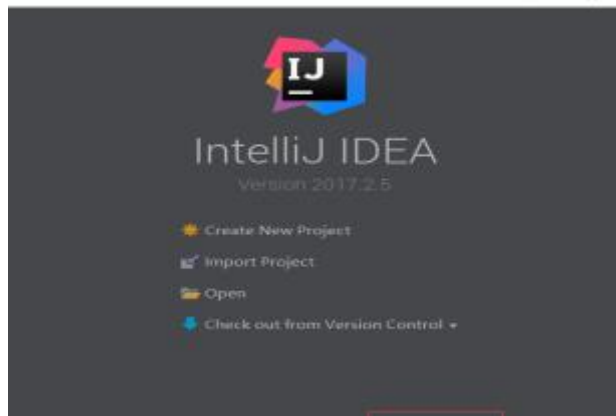 IJ
IntelliJ IDEA
Version 2017.2.5
Create New Project
Import Project
Open
Check out from Version Control